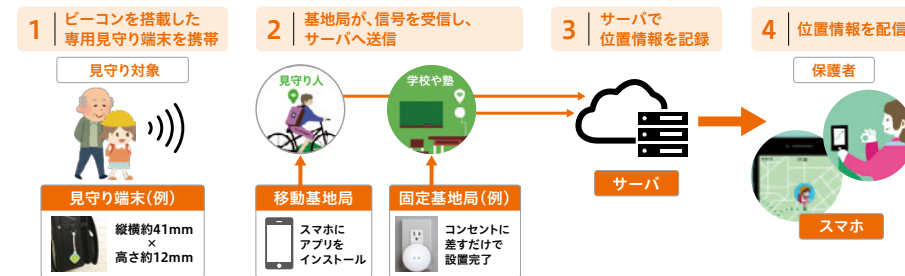 1
ビーコンを搭載した
専用見守り端末を携帯
2
基地局が、信号を受信し、
サーバへ送信
3
サーバで
位置情報を記録
4
位置情報を配信
見守り対象
見守り人
学校や塾
保護者
サーバ
スマホ
見守り端末(例)
縦横約41mm
×
高さ約12mm
移動基地局
スマホに
アプリを
インストール
固定基地局(例)
コンセントに
差すだけで
設置完了